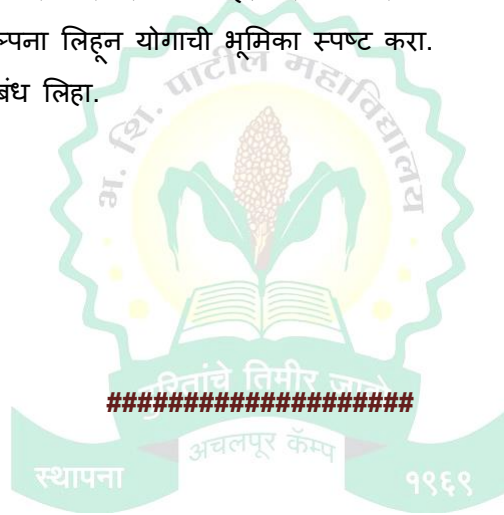 ल्पना लिहून योगाची भूमिका स्पष्ट करा.
बंध लिहा.
भ. शि. पाटील महाविद्यालय
####################
तिमीर जावो
अचलपूर कॅम्प
स्थापना १९६९